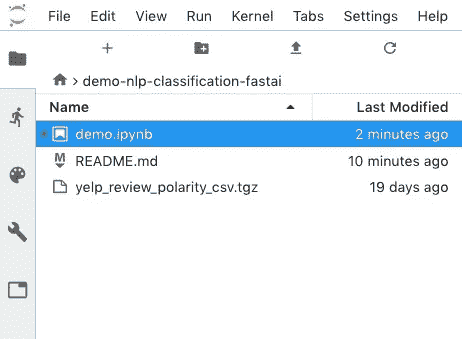 File Edit View Run Kernel Tabs Settings Help
demo-nlp-classification-fastai
Name Last Modified
demo.ipynb 2 minutes ago
README.md 10 minutes ago
yelp_review_polarity_csv.tgz 19 days ago